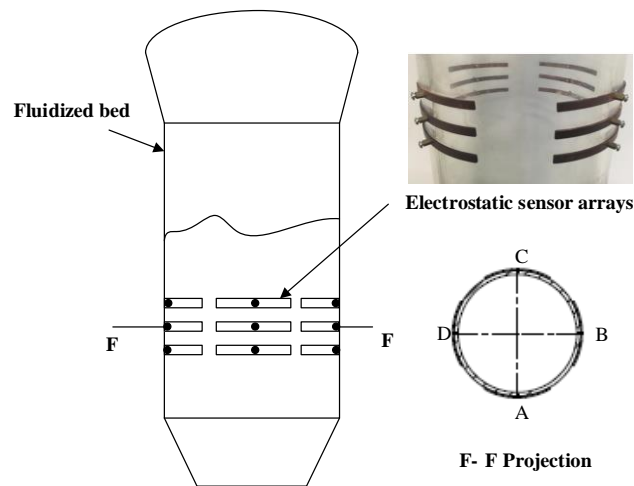 Fluidized bed
Electrostatic sensor arrays
F
F
C
D
B
A
F- F Projection